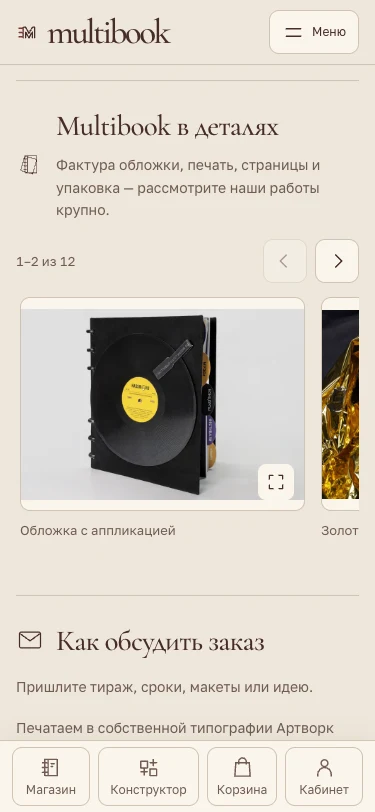 multibook
Меню
Multibook в деталях
Фактура обложки, печать, страницы и
упаковка — рассмотрите наши работы
крупно.
1–2 из 12
Обложка с аппликацией
Золот
Как обсудить заказ
Пришлите тираж, сроки, макеты или идею.
Печатаем в собственной типографии Артворк
Магазин
Конструктор
Корзина
Кабинет